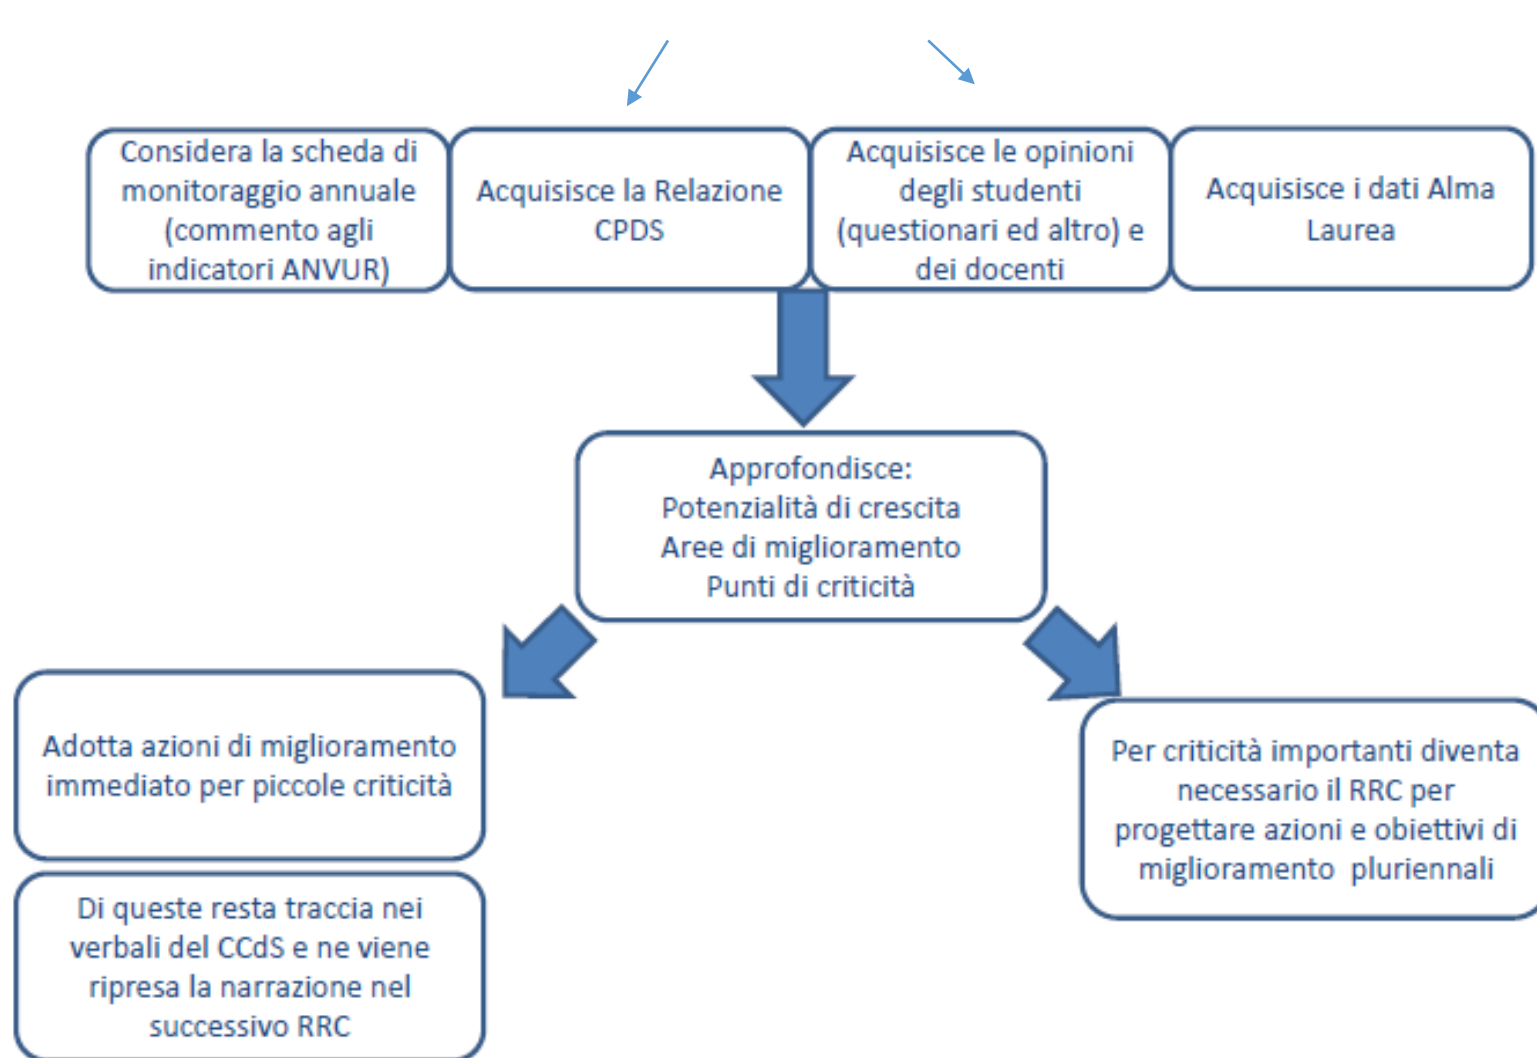 Considera la scheda di
monitoraggio annuale
(commento agli
indicatori ANVUR)
Acquisisce la Relazione
CPDS
Acquisisce le opinioni
degli studenti
(questionari ed altro) e
dei docenti
Acquisisce i dati Alma
Laurea
Approfondisce:
Potenzialità di crescita
Aree di miglioramento
Punti di criticità
Adotta azioni di miglioramento
immediato per piccole criticità
Di queste resta traccia nei
verbali del CCdS e ne viene
ripresa la narrazione nel
successivo RRC
Per criticità importanti diventa
necessario il RRC per
progettare azioni e obiettivi di
miglioramento  pluriennali